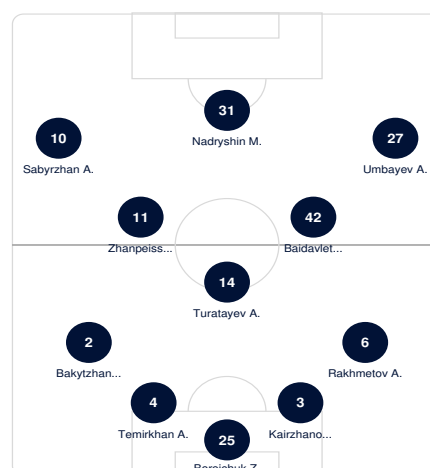 31
Nadryshin M.
10
27
Sabyrzhan A.
Umbayev A.
11
42
Zhanpeiss...
Baidavlet...
14
Turatayev A.
2
6
Bakytzhan...
Rakhmetov A.
4
3
Temirkhan A.
Kairzhano...
25